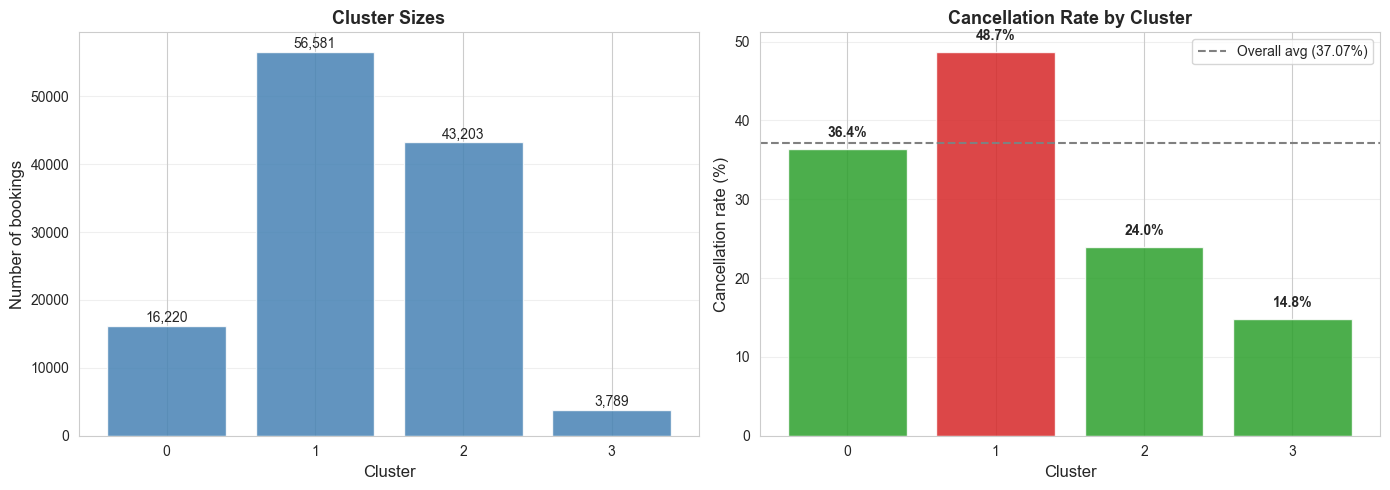 Cluster Sizes
56,581
43,203
16,220
3,789
50000
40000
30000
20000
10000
0
Number of bookings
0 1 2 3
Cluster
Cancellation Rate by Cluster
Overall avg (37.07%)
48.7%
36.4%
24.0%
14.8%
50
40
30
20
10
0
Cancellation rate (%)
0 1 2 3
Cluster